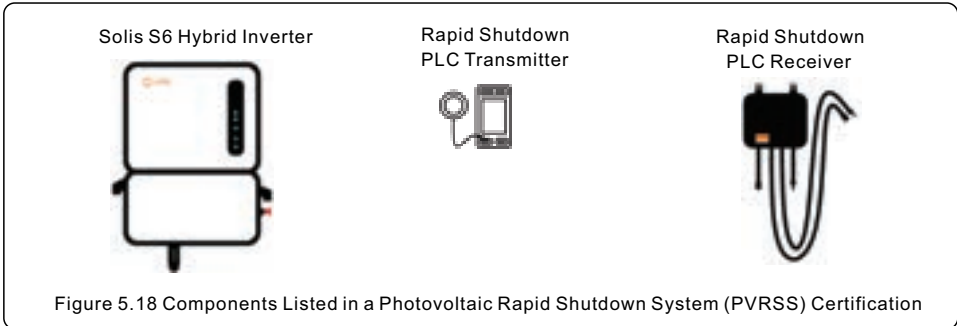 Solis S6 Hybrid Inverter
Rapid Shutdown
PLC Transmitter
Rapid Shutdown
PLC Receiver
Figure 5.18 Components Listed in a Photovoltaic Rapid Shutdown System (PVRSS) Certification